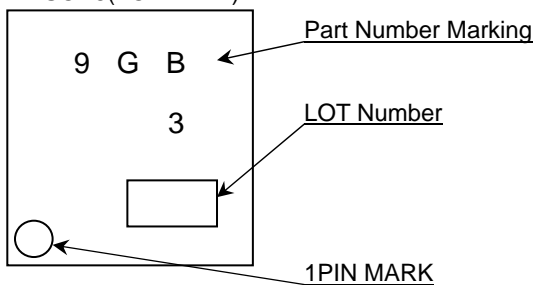 Part Number Marking
9 G B
3
LOT Number
1PIN MARK